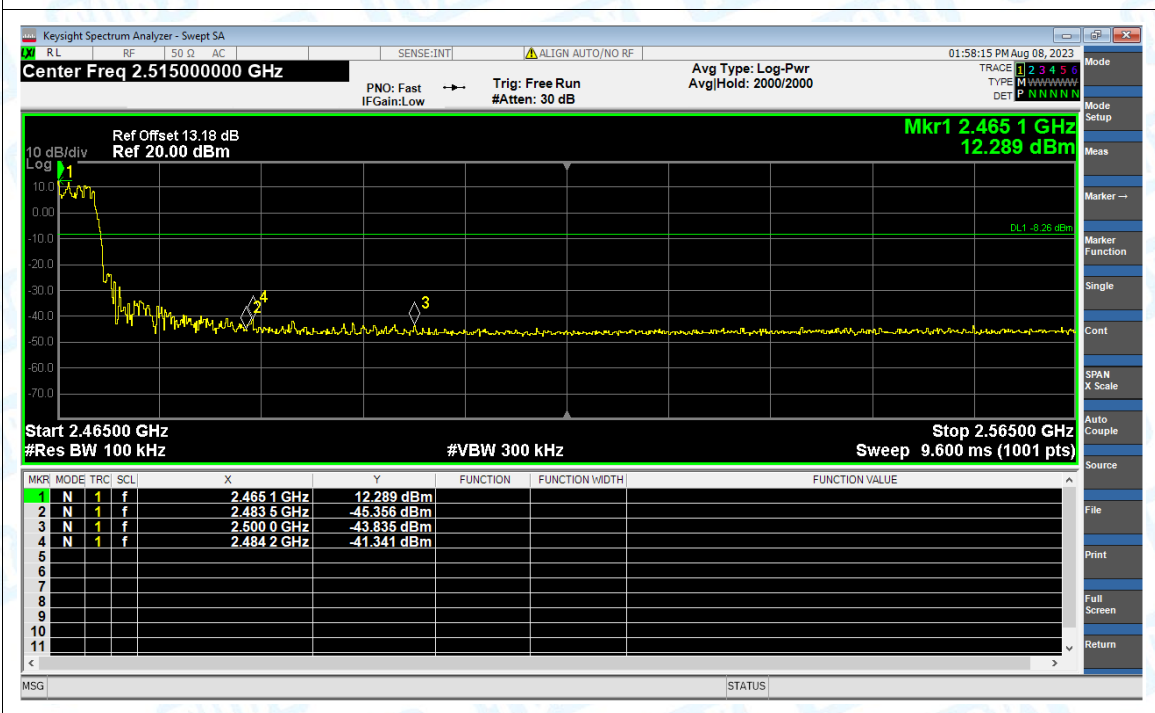 Keysight Spectrum Analyzer - Swept SA
LXI RL RF 50 Ω AC SENSE:INT ALIGN AUTO/NO RF 01:58:15 PM Aug 08, 2023
Center Freq 2.515000000 GHz
PNO: Fast
IFGain:Low
Trig: Free Run
#Atten: 30 dB
Avg Type: Log-Pwr
Avg|Hold: 2000/2000
TRACE 1 2 3 4 5 6
TYPE M W W W W W
DET P N N N N N
Mkr1 2.465 1 GHz
12.289 dBm
Ref Offset 13.18 dB
10 dB/div Ref 20.00 dBm
Log
1
10.0
0.00
DL1 -8.26 dBm
-10.0
-20.0
-30.0
4
2
3
-40.0
-50.0
-60.0
-70.0
Start 2.46500 GHz Stop 2.56500 GHz
#Res BW 100 kHz #VBW 300 kHz Sweep 9.600 ms (1001 pts)
MKR MODE TRC SCL X Y FUNCTION FUNCTION WIDTH FUNCTION VALUE
1 N 1 f 2.465 1 GHz 12.289 dBm
2 N 1 f 2.483 5 GHz -45.356 dBm
3 N 1 f 2.500 0 GHz -43.835 dBm
4 N 1 f 2.484 2 GHz -41.341 dBm
5
6
7
8
9
10
11
MSG STATUS
Mode
Mode
Setup
Meas
Marker →
Marker
Function
Single
Cont
SPAN
X Scale
Auto
Couple
Source
File
Print
Full
Screen
Return